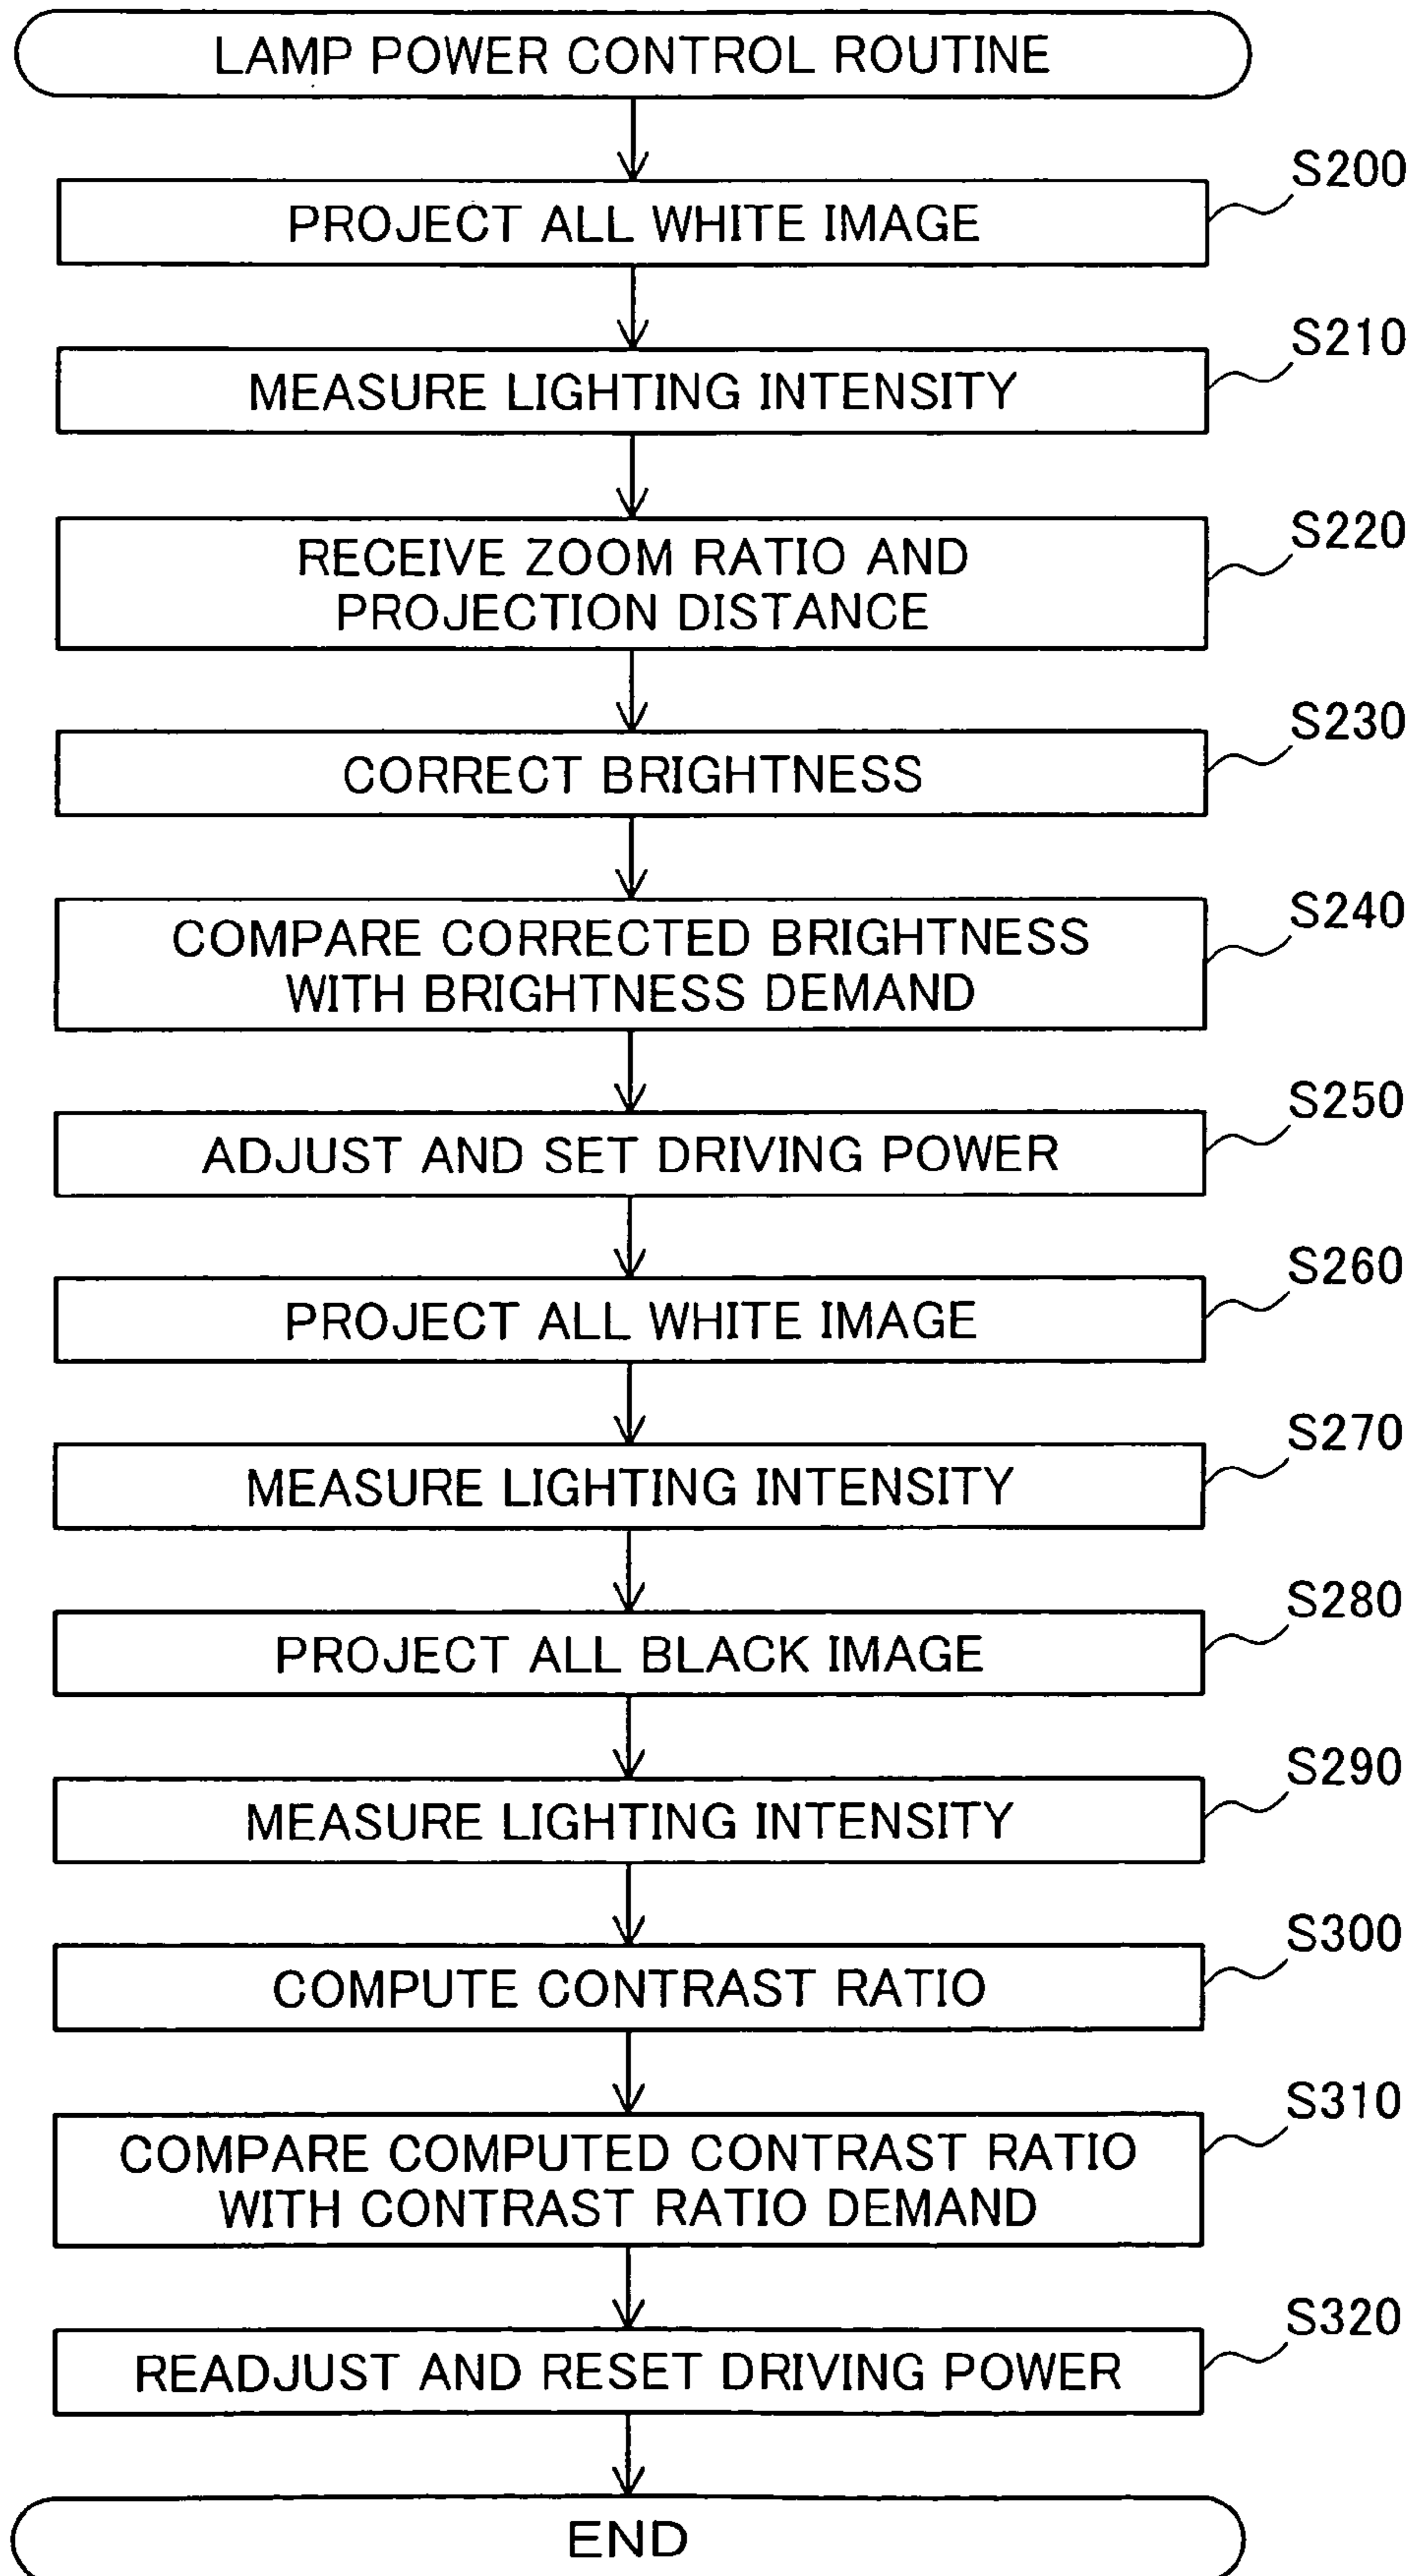 LAMP POWER CONTROL ROUTINE
S200
PROJECT ALL WHITE IMAGE
S210
MEASURE LIGHTING INTENSITY
S220
RECEIVE ZOOM RATIO AND
PROJECTION DISTANCE
S230
CORRECT BRIGHTNESS
S240
COMPARE CORRECTED BRIGHTNESS
WITH BRIGHTNESS DEMAND
S250
ADJUST AND SET DRIVING POWER
S260
PROJECT ALL WHITE IMAGE
S270
MEASURE LIGHTING INTENSITY
S280
PROJECT ALL BLACK IMAGE
S290
MEASURE LIGHTING INTENSITY
S300
COMPUTE CONTRAST RATIO
S310
COMPARE COMPUTED CONTRAST RATIO
WITH CONTRAST RATIO DEMAND
S320
READJUST AND RESET DRIVING POWER
END